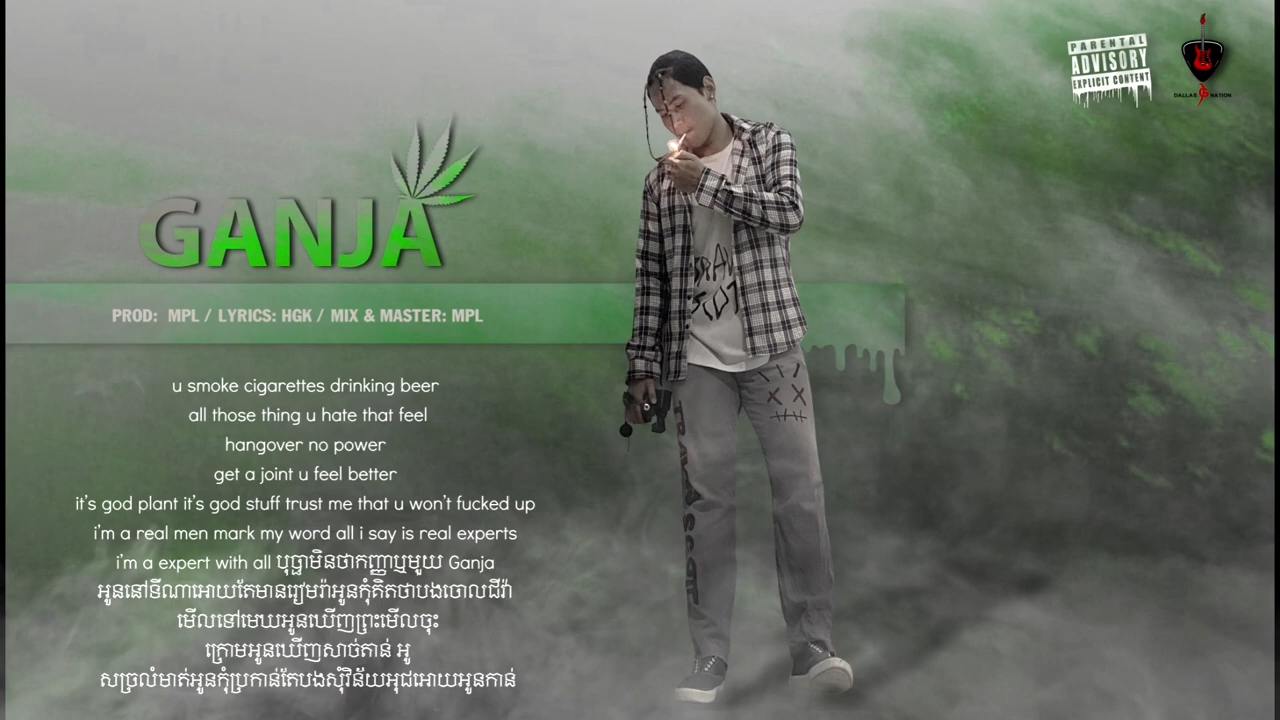 PARENTAL
ADVISORY
EXPLICIT CONTENT
DALLAS NATION
GANJA
PROD: MPL / LYRICS: HGK / MIX & MASTER: MPL
u smoke cigarettes drinking beer
all those thing u hate that feel
hangover no power
get a joint u feel better
it's god plant it's god stuff trust me that u won't fucked up
i'm a real men mark my word all i say is real experts
i'm a expert with all បុប្ផាមិនថាកញ្ញាឬមួយ Ganja
អូននៅទីណាអោយតែមានរៀមរ៉ាអូនកុំគិតថាបងចោលជីវ៉ា
មើលទៅមេឃអូនឃើញព្រះមើលចុះ
ក្រោមអូនឃើញសាច់តាន់ អូ
សច្រលំមាត់អូនកុំប្រកាន់តែបងសុំវិន័យអុជអោយអូនកាន់